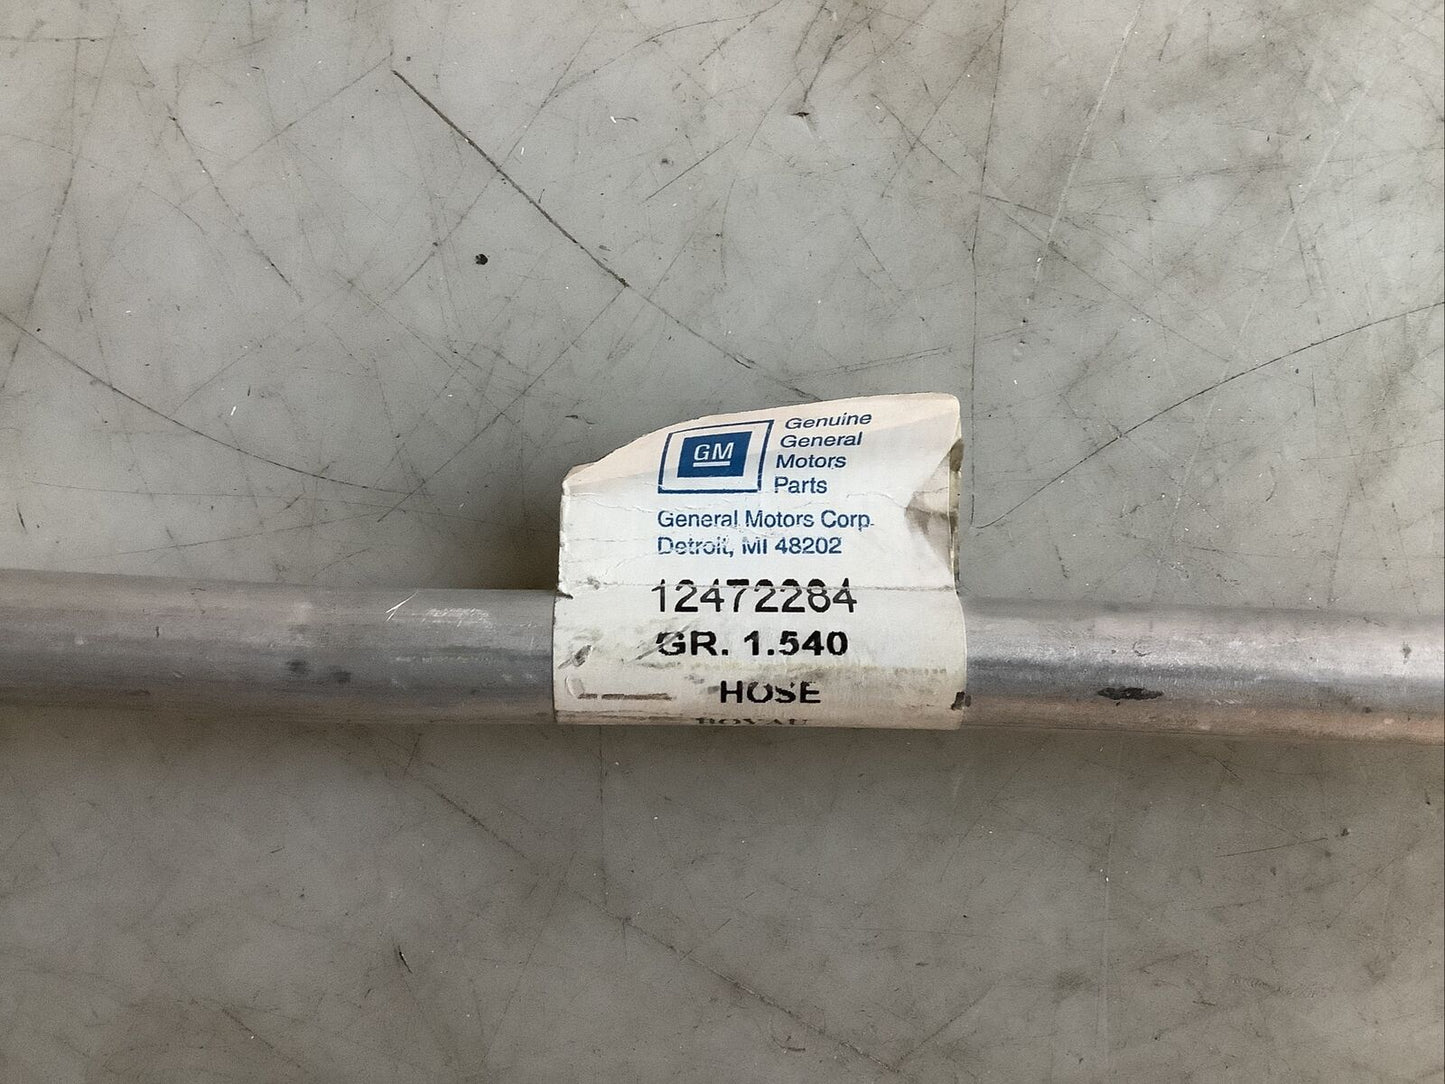 GM
Genuine
General
Motors
Parts
General Motors Corp.
Detroit, MI 48202
12472284
GR. 1.540
HOSE